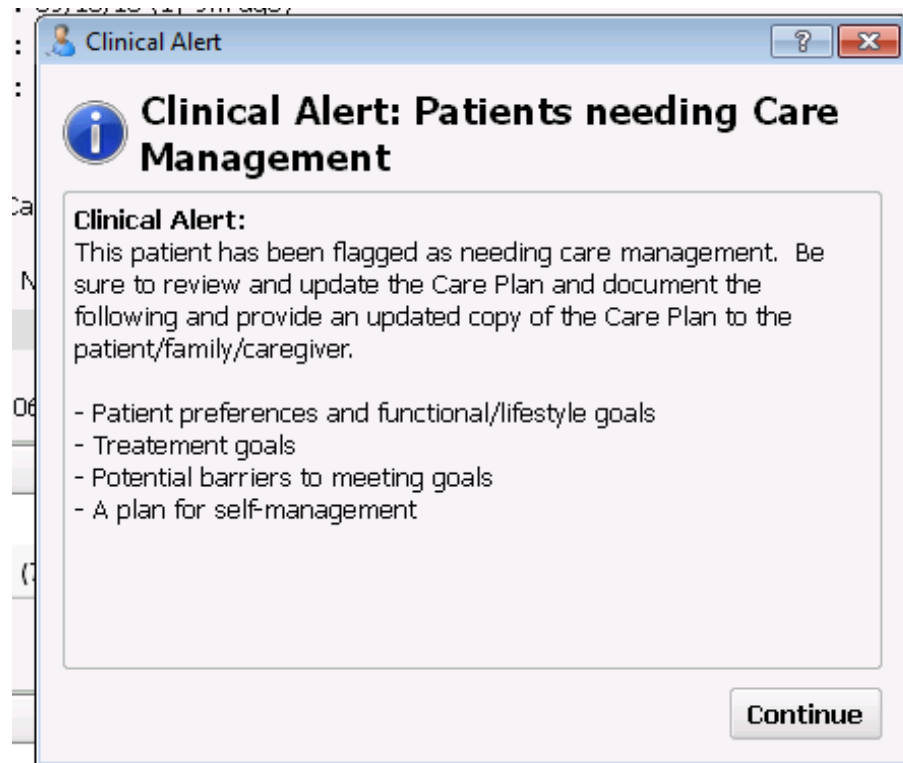 Clinical Alert
Clinical Alert: Patients needing Care
Management
Clinical Alert:
This patient has been flagged as needing care management.  Be
sure to review and update the Care Plan and document the
following and provide an updated copy of the Care Plan to the
patient/family/caregiver.
- Patient preferences and functional/lifestyle goals
- Treatement goals
- Potential barriers to meeting goals
- A plan for self-management
Continue